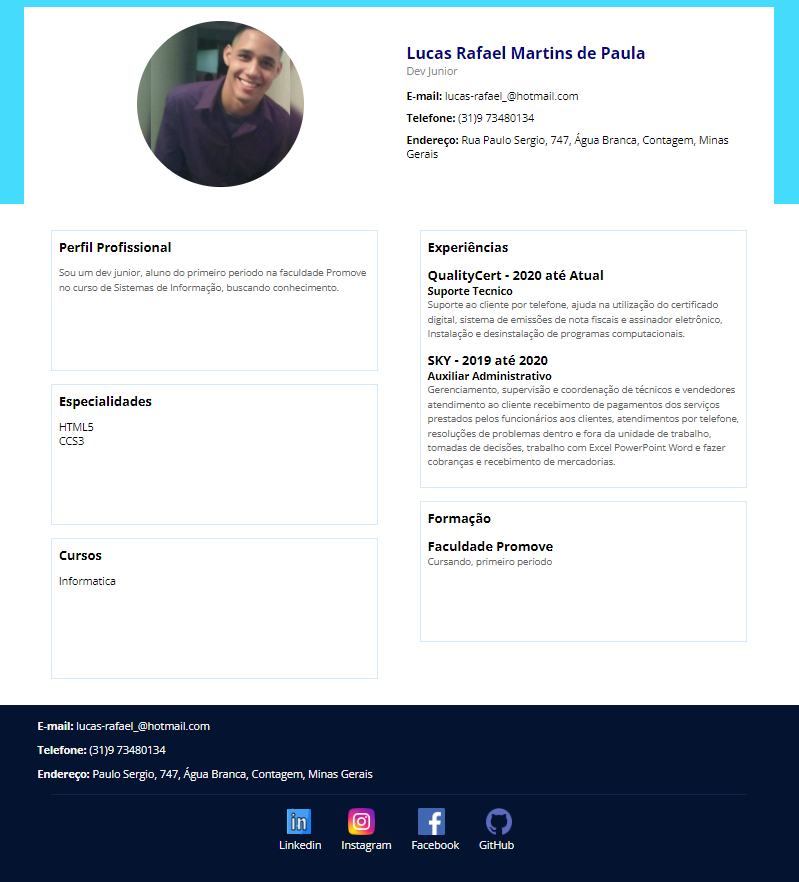 Lucas Rafael Martins de Paula
Dev Junior
E-mail: lucas-rafael_@hotmail.com
Telefone: (31)9 73480134
Endereço: Rua Paulo Sergio, 747, Água Branca, Contagem, Minas
Gerais
Perfil Profissional
Sou um dev junior, aluno do primeiro periodo na faculdade Promove
no curso de Sistemas de Informação, buscando conhecimento.
Especialidades
HTML5
CCS3
Cursos
Informatica
Experiências
QualityCert - 2020 até Atual
Suporte Tecnico
Suporte ao cliente por telefone, ajuda na utilização do certificado
digital, sistema de emissões de nota fiscais e assinador eletrônico,
Instalação e desinstalação de programas computacionais.
SKY - 2019 até 2020
Auxiliar Administrativo
Gerenciamento, supervisão e coordenação de técnicos e vendedores
atendimento ao cliente recebimento de pagamentos dos serviços
prestados pelos funcionários aos clientes, atendimentos por telefone,
resoluções de problemas dentro e fora da unidade de trabalho,
tomadas de decisões, trabalho com Excel PowerPoint Word e fazer
cobranças e recebimento de mercadorias.
Formação
Faculdade Promove
Cursando, primeiro período
E-mail: lucas-rafael_@hotmail.com
Telefone: (31)9 73480134
Endereço: Paulo Sergio, 747, Água Branca, Contagem, Minas Gerais
Linkedin Instagram Facebook GitHub